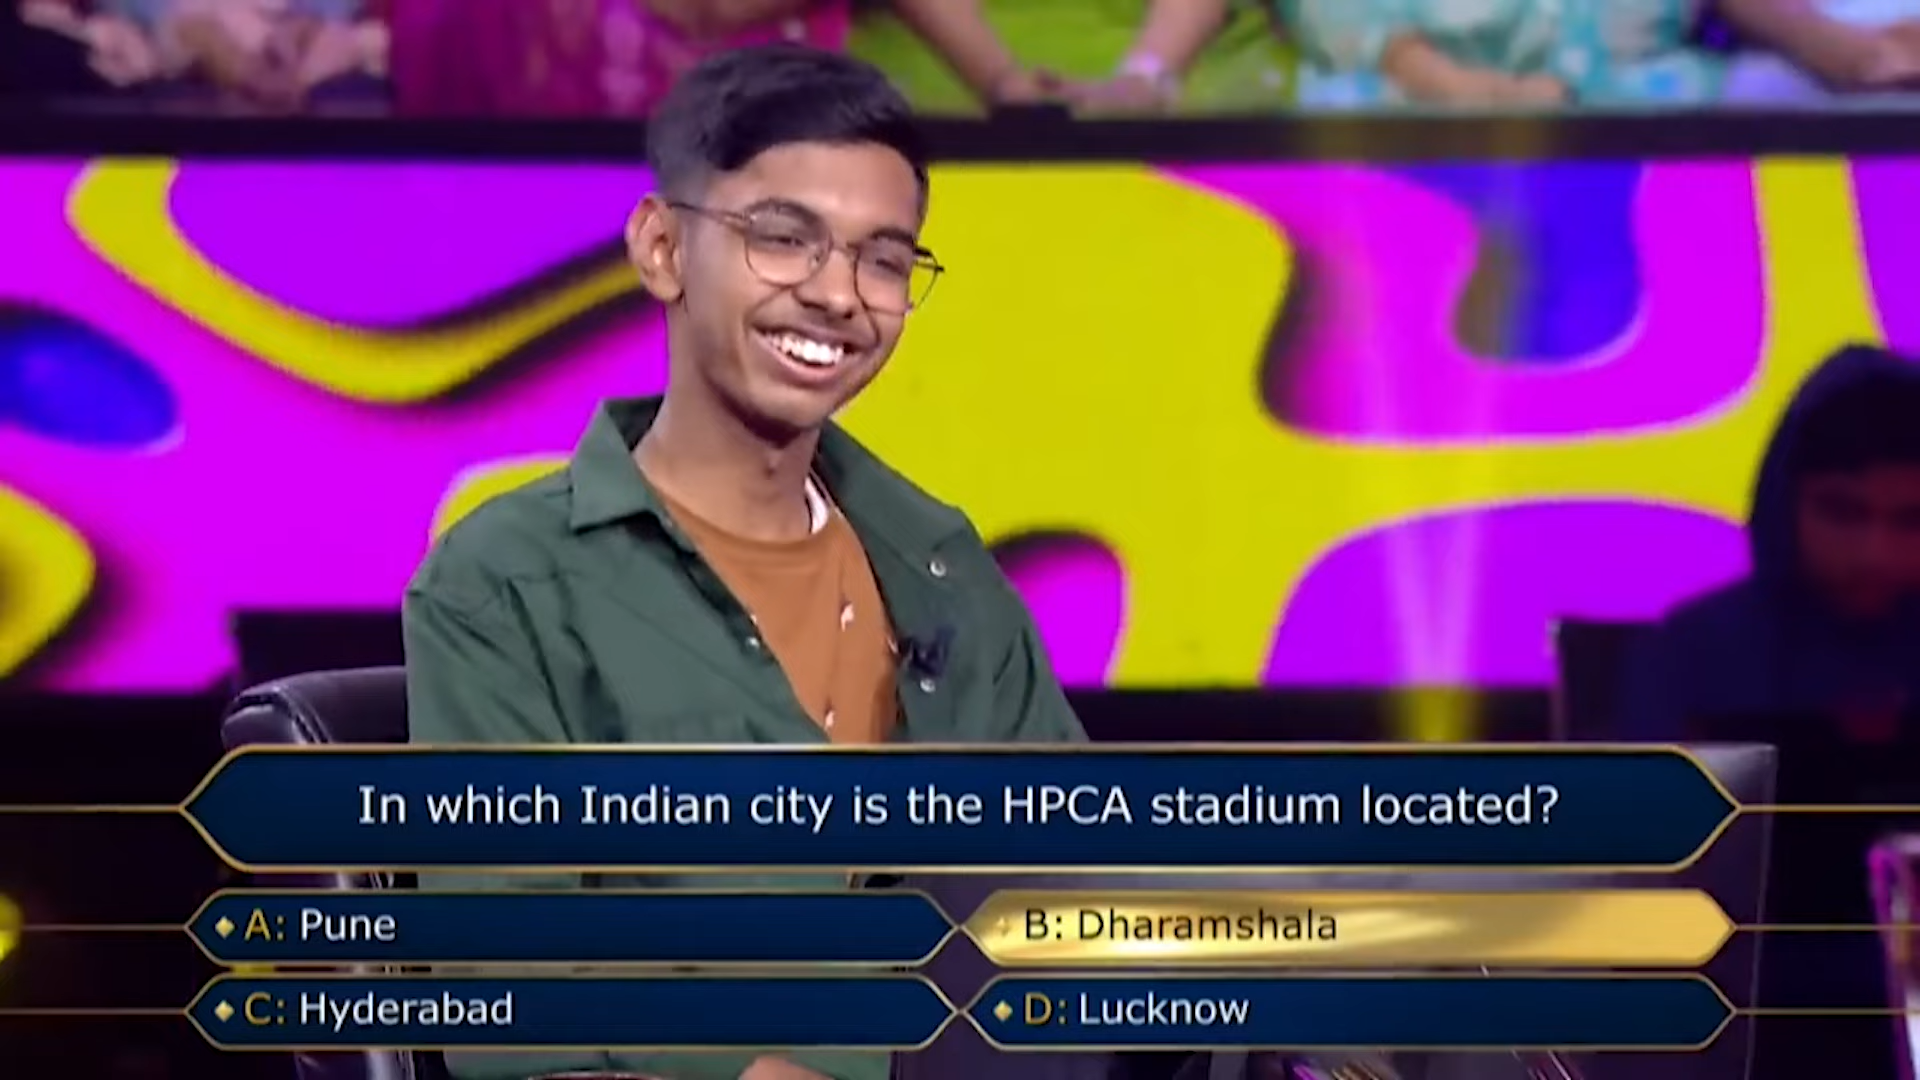 In which Indian city is the HPCA stadium located?
A: Pune
B: Dharamshala
C: Hyderabad
D: Lucknow